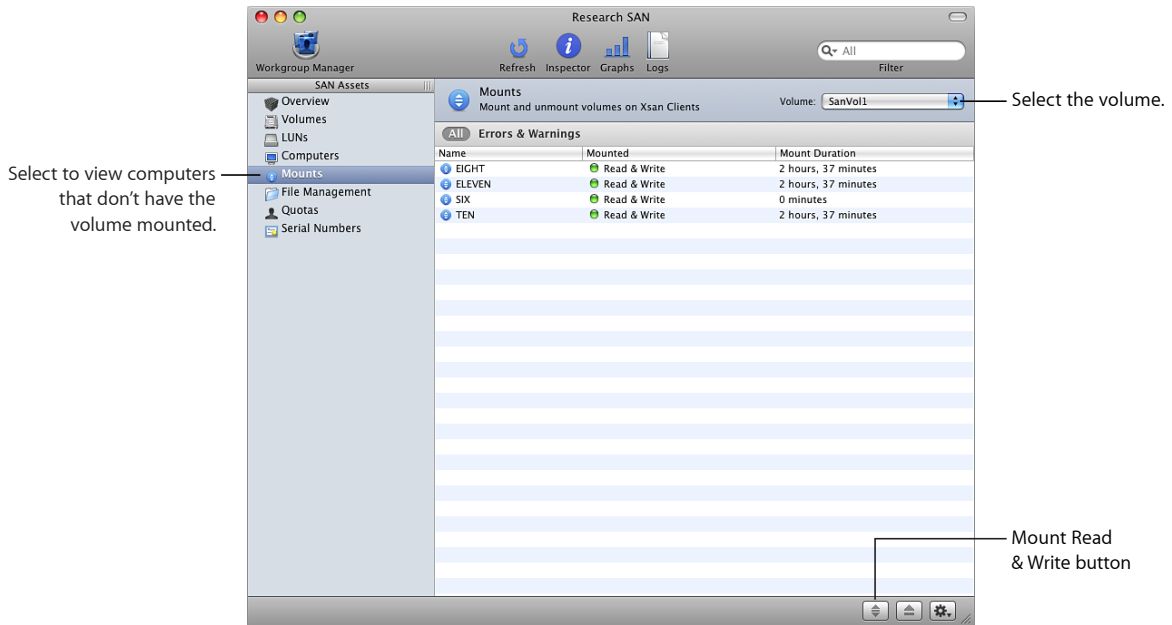 Research SAN
Workgroup Manager
Refresh
Inspector
Graphs
Logs
All
Filter
SAN Assets
Overview
Volumes
LUNs
Computers
Mounts
File Management
Quotas
Serial Numbers
Mounts
Mount and unmount volumes on Xsan Clients
Volume: SanVol1
All Errors & Warnings
Name Mounted Mount Duration
EIGHT Read & Write 2 hours, 37 minutes
ELEVEN Read & Write 2 hours, 37 minutes
SIX Read & Write 0 minutes
TEN Read & Write 2 hours, 37 minutes
Select the volume.
Select to view computers
that don’t have the
volume mounted.
Mount Read
& Write button